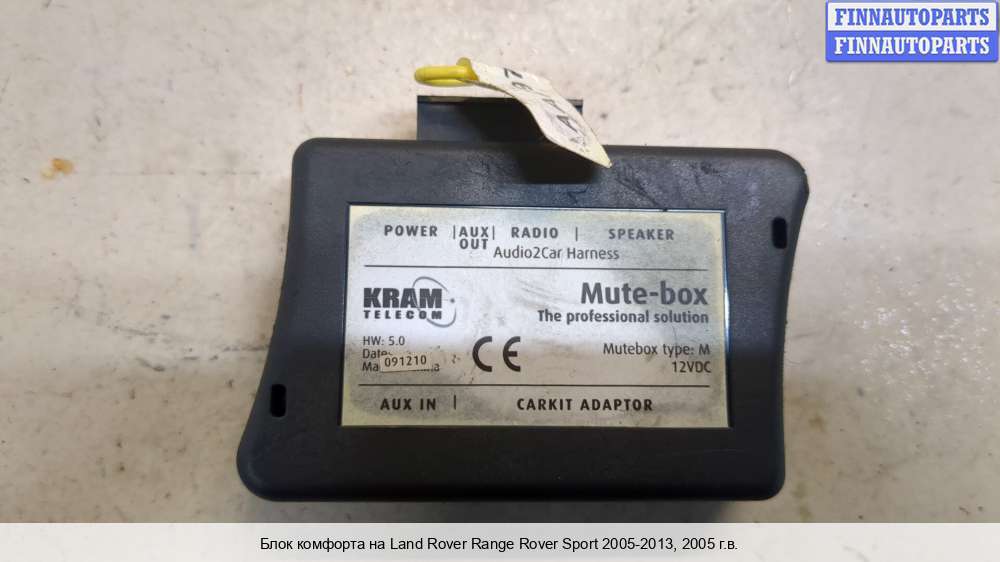 FINNAUTOPARTS
FINNAUTOPARTS
POWER | AUX OUT | RADIO | SPEAKER
Audio2Car Harness
KRAM TELECOM
Mute-box
The professional solution
HW: 5.0
Date:
091210
CE
Mutebox type: M
12VDC
AUX IN | CARKIT ADAPTOR
Блок комфорта на Land Rover Range Rover Sport 2005-2013, 2005 г.в.